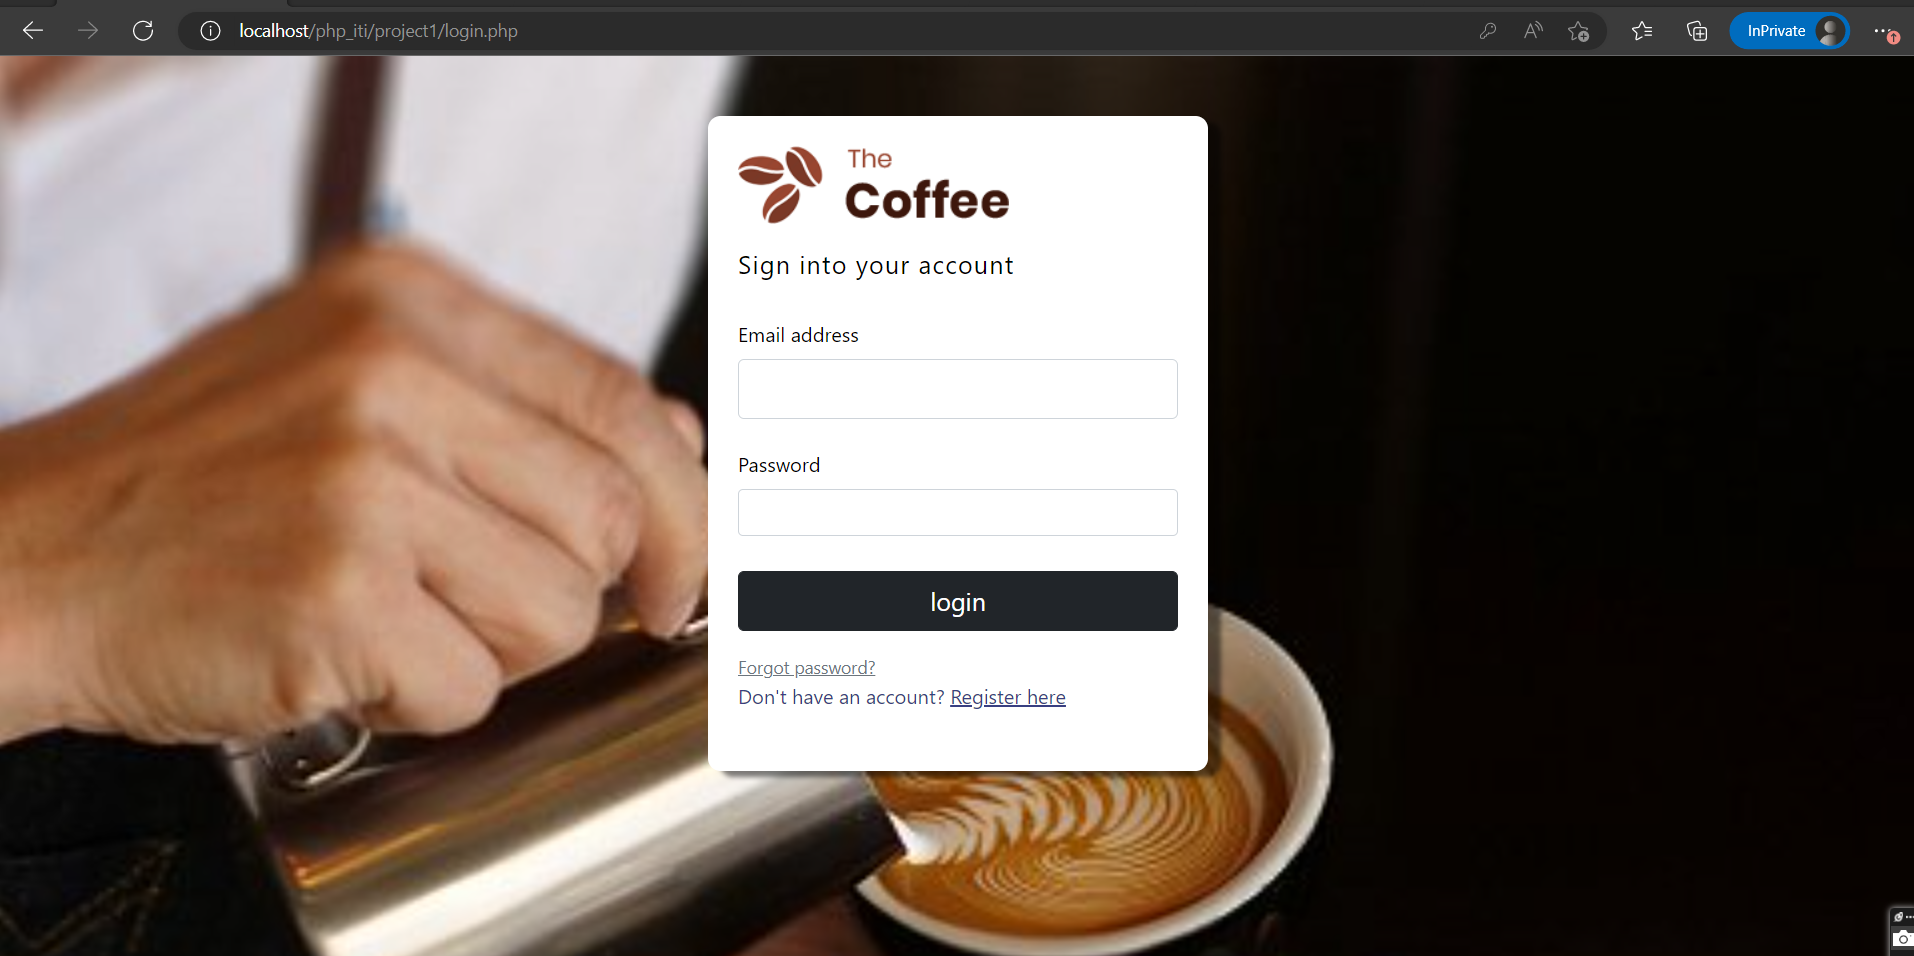 localhost/php_iti/project1/login.php
InPrivate
The
Coffee
Sign into your account
Email address
Password
login
Forgot password?
Don't have an account? Register here